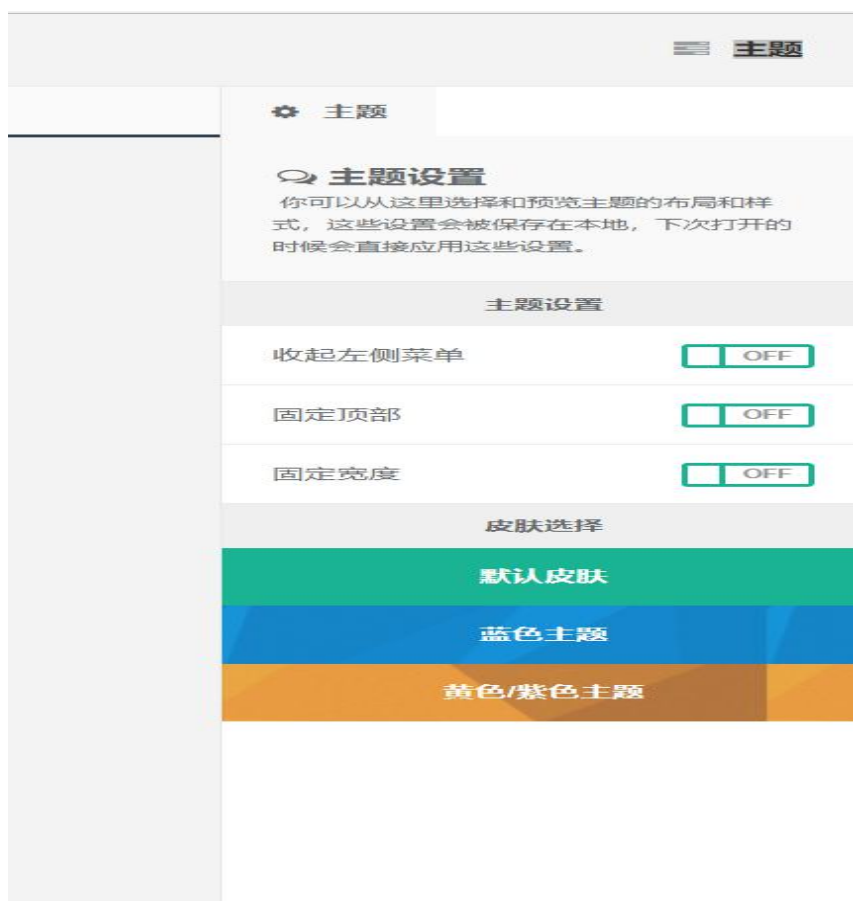 主题
主题
主题设置
你可以从这里选择和预览主题的布局和样
式，这些设置会被保存在本地，下次打开的
时候会直接应用这些设置。
主题设置
收起左侧菜单 OFF
固定顶部 OFF
固定宽度 OFF
皮肤选择
默认皮肤
蓝色主题
黄色/紫色主题